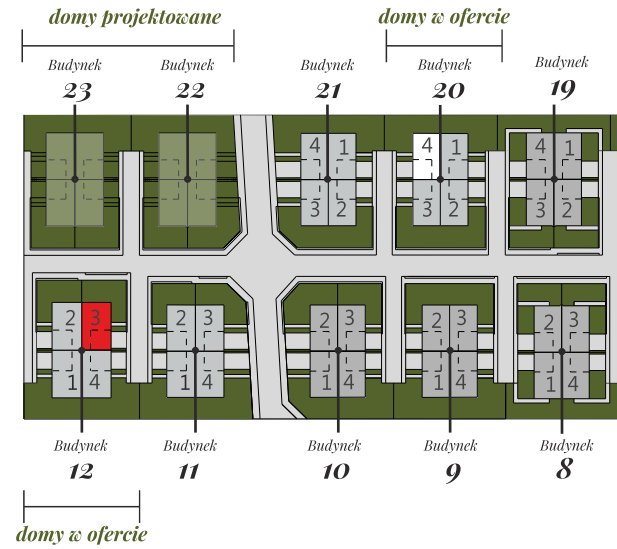 domy projektowane
domy w ofercie
Budynek Budynek Budynek Budynek Budynek
23 22 21 20 19
4 1 4 1 4 1
3 2 3 2 3 2
2 3 2 3 2 3 2 3 2 3
1 4 1 4 1 4 1 4 1 4
Budynek Budynek Budynek Budynek Budynek
12 11 10 9 8
domy w ofercie